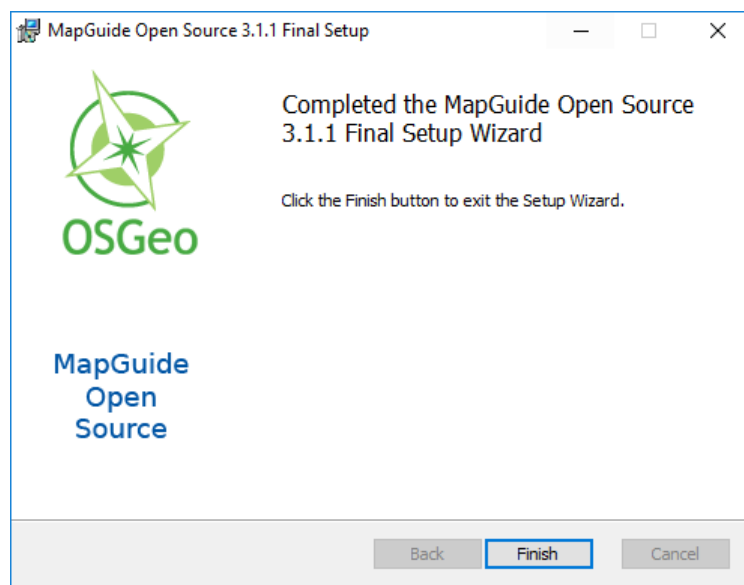 MapGuide Open Source 3.1.1 Final Setup
OSGeo
Completed the MapGuide Open Source
3.1.1 Final Setup Wizard
Click the Finish button to exit the Setup Wizard.
MapGuide
Open
Source
Back
Finish
Cancel